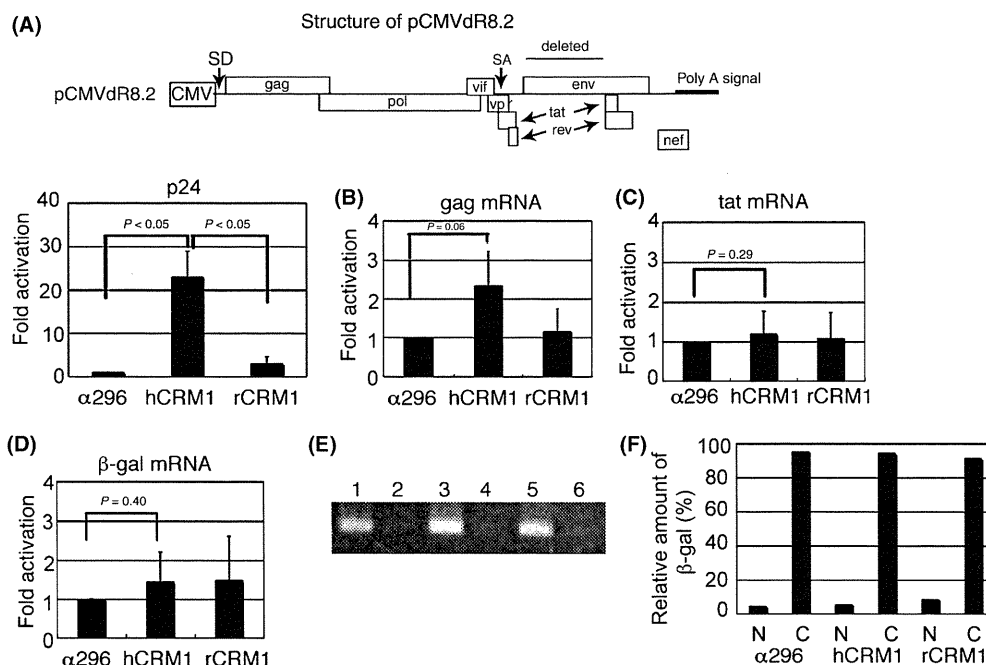 (A) Structure of pCMVdR8.2
pCMVdR8.2
CMV
SD
gag
pol
vif
SA
vp
deleted
env
Poly A signal
tat
rev
nef
p24
Fold activation
40
30
20
10
0
P < 0.05
P < 0.05
α296 hCRM1 rCRM1
(B)
gag mRNA
Fold activation
4
3
2
1
0
P = 0.06
α296 hCRM1 rCRM1
(C)
tat mRNA
Fold activation
4
3
2
1
0
P = 0.29
α296 hCRM1 rCRM1
(D)
β-gal mRNA
Fold activation
4
3
2
1
0
P = 0.40
α296 hCRM1 rCRM1
(E)
1 2 3 4 5 6
(F)
Relative amount of
β-gal (%)
100
80
60
40
20
0
N C N C N C
α296 hCRM1 rCRM1